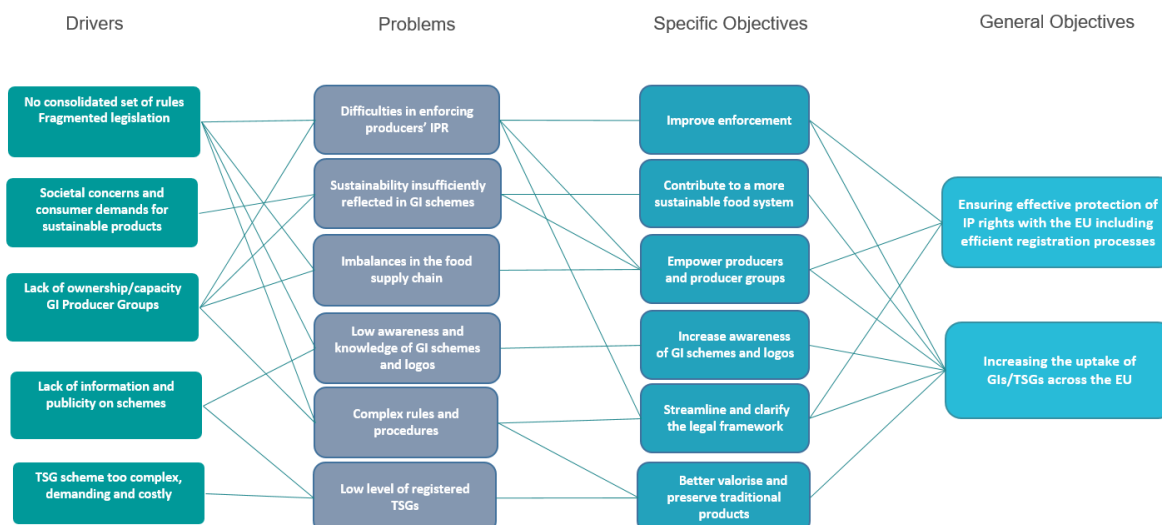 Drivers
Problems
Specific Objectives
General Objectives
No consolidated set of rules
Fragmented legislation
Societal concerns and
consumer demands for
sustainable products
Lack of ownership/capacity
GI Producer Groups
Lack of information and
publicity on schemes
TSG scheme too complex,
demanding and costly
Difficulties in enforcing
producers' IPR
Sustainability insufficiently
reflected in GI schemes
Imbalances in the food
supply chain
Low awareness and
knowledge of GI schemes
and logos
Complex rules and
procedures
Low level of registered
TSGs
Improve enforcement
Contribute to a more
sustainable food system
Empower producers
and producer groups
Increase awareness
of GI schemes and logos
Streamline and clarify
the legal framework
Better valorise and
preserve traditional
products
Ensuring effective protection of
IP rights with the EU including
efficient registration processes
Increasing the uptake of
GIs/TSGs across the EU